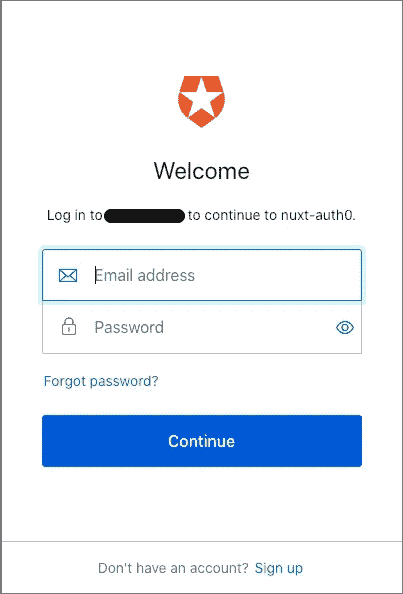 Welcome
Log in to to continue to nuxt-auth0.
Email address
Password
Forgot password?
Continue
Don't have an account? Sign up